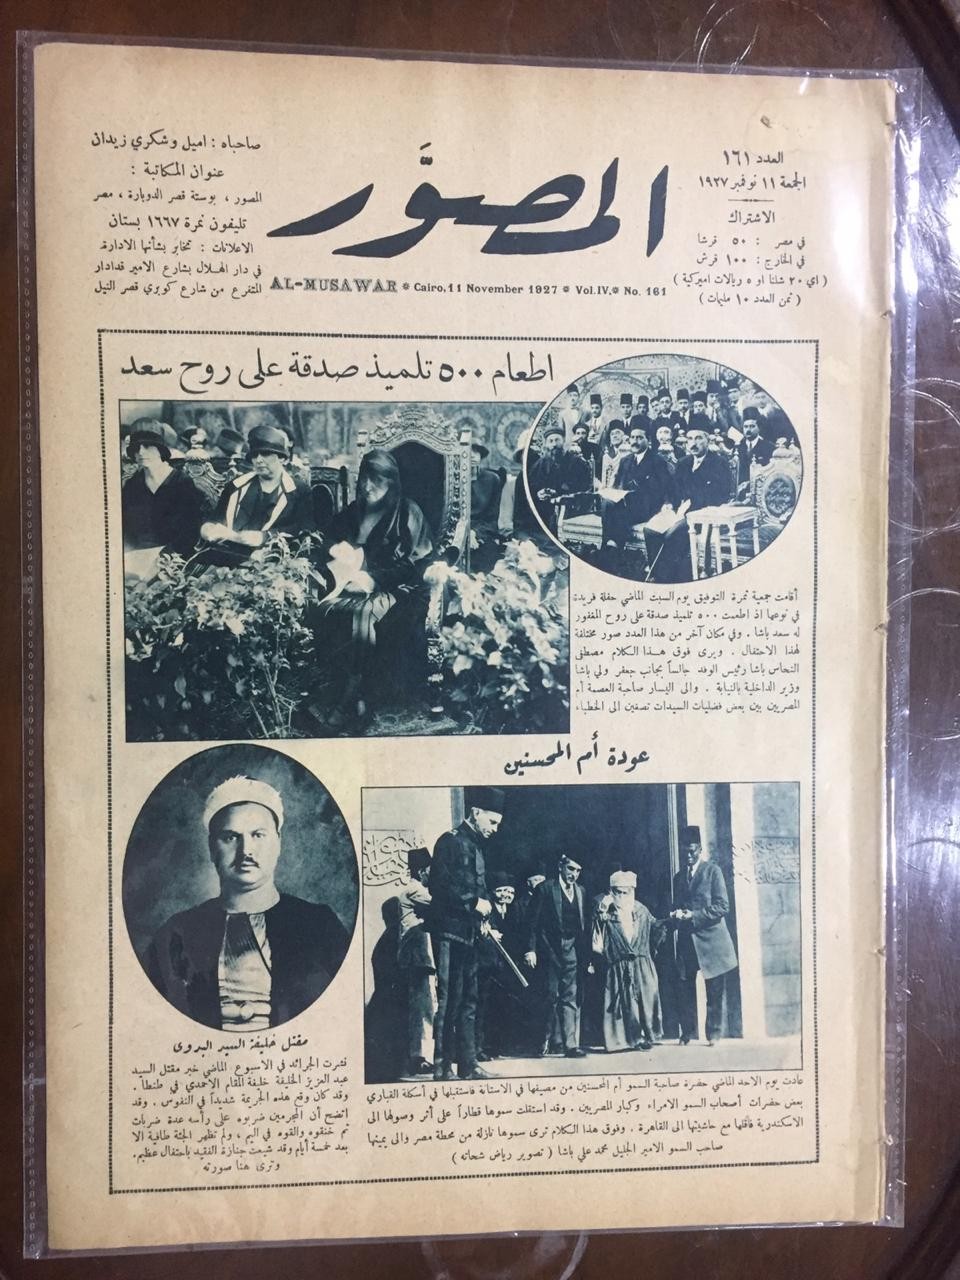 العدد ١٦١
الجمعة ١١ نوفمبر ١٩٢٧
الاشتراك
في مصر : ٥٠ قرشا
في الخارج : ١٠٠ قرش
( اي ٢٠ شلنا او ٥ ريالات اميركية )
( ثمن العدد ١٠ مليمات )
المصوَّر
AL-MUSAWAR * Cairo, 11 November 1927 * Vol. IV. * No. 161
صاحباه : اميل وشكري زيدان
عنوان المكاتبة :
المصور ، بوستة قصر الدوبارة ، مصر
تليفون نمرة ١٦٦٧ بستان
الاعلانات : تخابر بشأنها الادارة
في دار الهلال بشارع الامير قدادار
المتفرع من شارع كوبري قصر النيل
اطعام ٥٠٠ تلميذ صدقة على روح سعد
أقامت جمعية ثمرة التوفيق يوم السبت الماضي حفلة فريدة
في نوعها اذ اطعمت ٥٠٠ تلميذ صدقة على روح المغفور
له سعد باشا . وفي مكان آخر من هذا العدد صور مختلفة
لهذا الاحتفال . ويرى فوق هذا الكلام مصطفى
النحاس باشا رئيس الوفد جالساً بجانب جعفر ولي باشا
وزير الداخلية بالنيابة . والى اليسار صاحبة العصمة أم
المصريين بين بعض فضليات السيدات تصغين الى الخطباء
عودة أم المحسنين
عادت يوم الاحد الماضي حضرة صاحبة السمو أم المحسنين من مصيفها في الاستانة فاستقبلها في أسكلة القباري
بعض حضرات أصحاب السمو الامراء وكبار المصريين . وقد استقلت سموها قطاراً على أثر وصولها الى
الاسكندرية فأقلها مع حاشيتها الى القاهرة . وفوق هذا الكلام ترى سموها نازلة من محطة مصر والى يمينها
صاحب السمو الامير الجليل محمد علي باشا ( تصوير رياض شحاته )
مقتل خليفة السيد البدوى
نشرت الجرائد في الاسبوع الماضي خبر مقتل السيد
عبد العزيز الخليفة خليفة المقام الاحمدي في طنطا .
وقد كان وقع هذه الجريمة شديداً في النفوس . وقد
اتضح أن المجرمين ضربوه على رأسه عدة ضربات
ثم خنقوه والقوه في اليم ، ولم تظهر الجثة طافية الا
بعد خمسة أيام وقد شيعت جنازة الفقيد باحتفال عظيم.
وترى هنا صورته